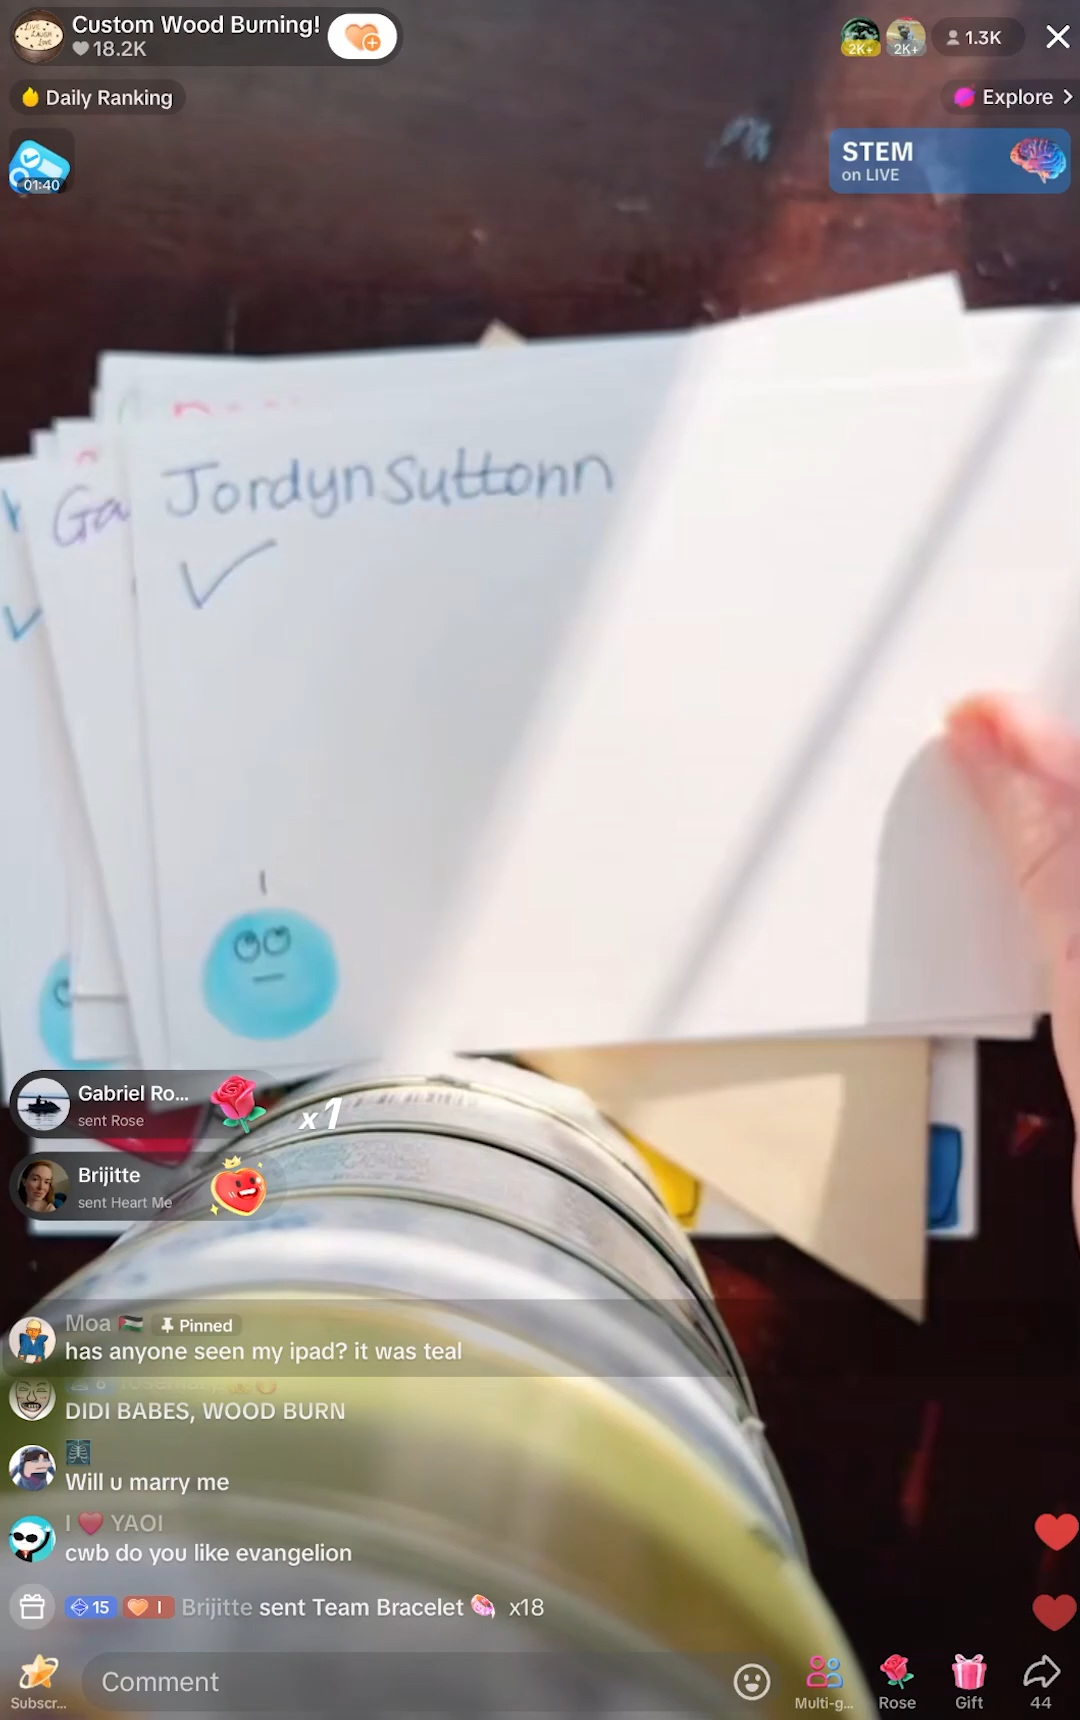 Custom Wood Burning!
18.2K
2K+
2K+
1.3K
Daily Ranking
Explore
01:40
STEM
on LIVE
Jordyn Suttonn
Ga
Gabriel Ro...
sent Rose
x1
Brijitte
sent Heart Me
Moa 🇵🇸 Pinned
has anyone seen my ipad? it was teal
DIDI BABES, WOOD BURN
Will u marry me
I ❤️ YAOI
cwb do you like evangelion
15 I Brijitte sent Team Bracelet x18
Comment
Subscr...
Multi-g...
Rose
Gift
44